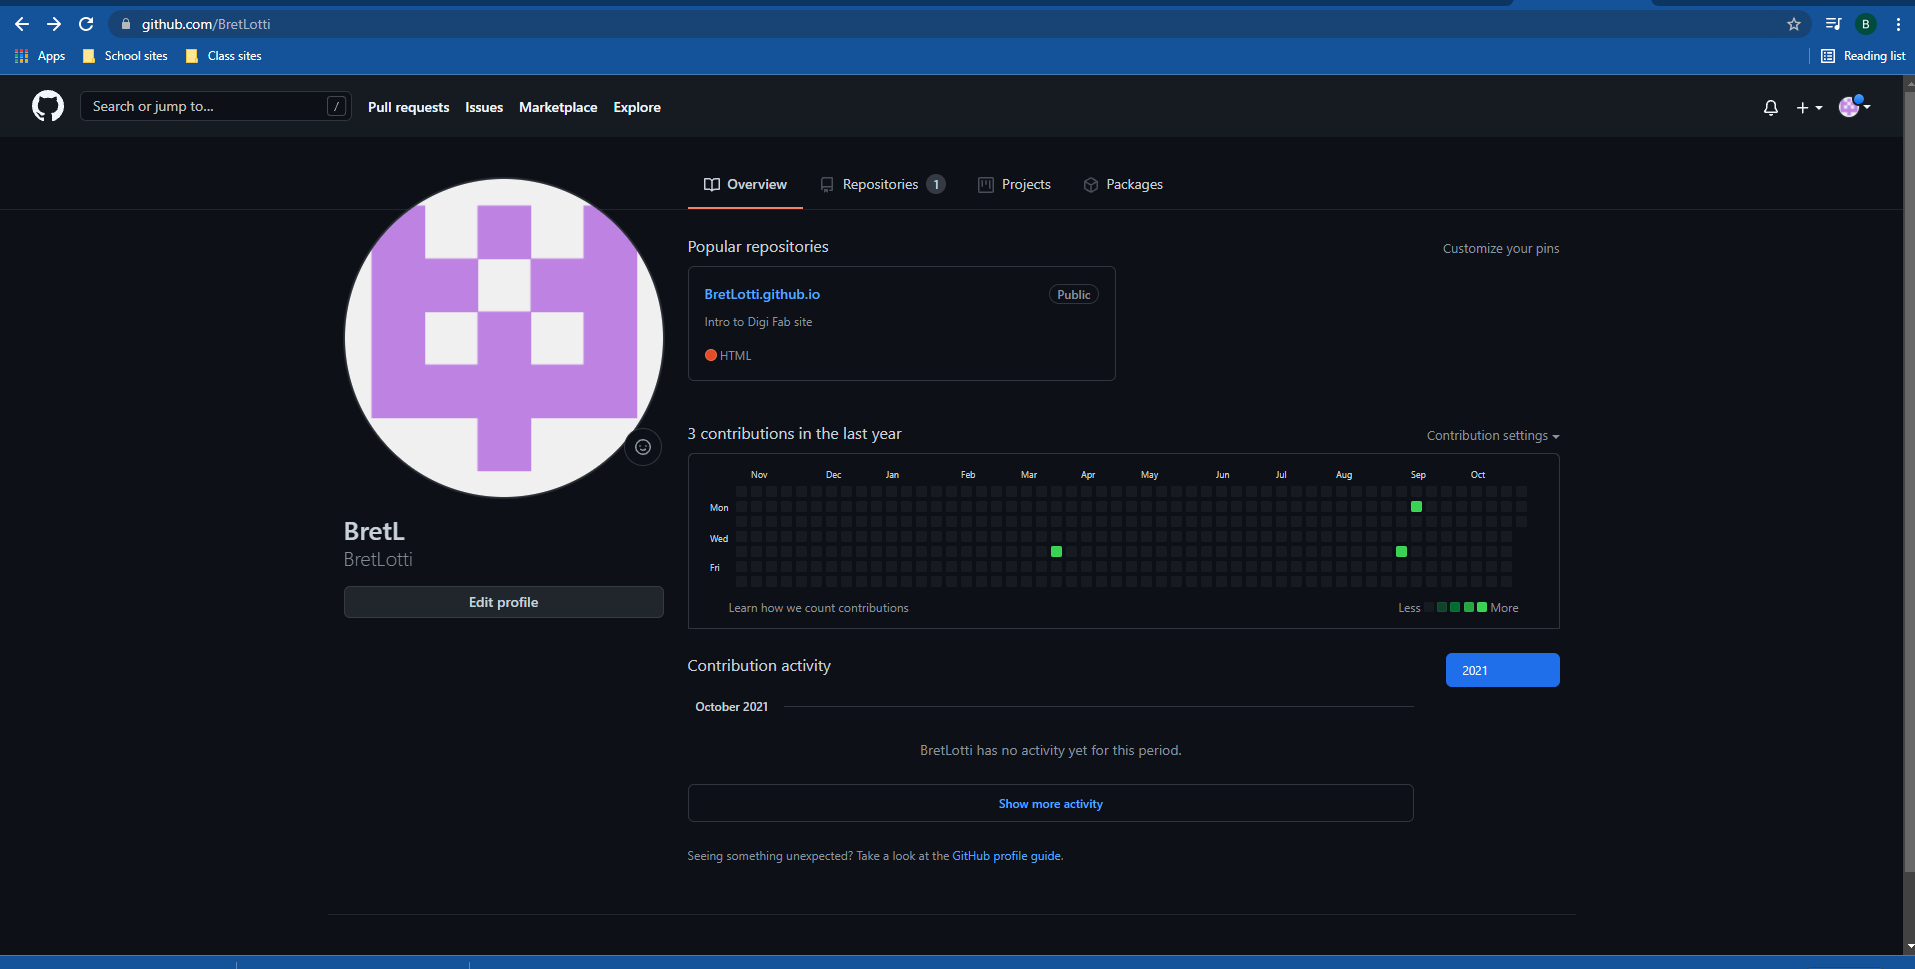 github.com/BretLotti
B
Apps School sites Class sites Reading list
Search or jump to... / Pull requests Issues Marketplace Explore
Overview Repositories 1 Projects Packages
Popular repositories Customize your pins
BretLotti.github.io Public
Intro to Digi Fab site
HTML
3 contributions in the last year Contribution settings
Nov Dec Jan Feb Mar Apr May Jun Jul Aug Sep Oct
Mon
Wed
Fri
Learn how we count contributions Less More
BretL
BretLotti
Edit profile
Contribution activity 2021
October 2021
BretLotti has no activity yet for this period.
Show more activity
Seeing something unexpected? Take a look at the GitHub profile guide.